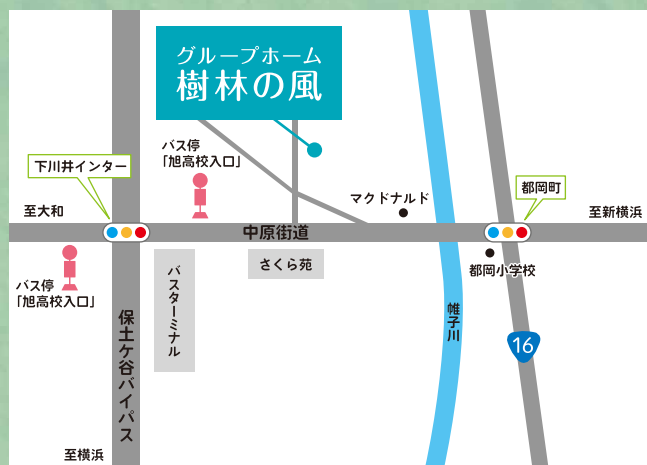 グループホーム
樹林の風
バス停
「旭高校入口」
下川井インター
マクドナルド
都岡町
至大和
至新横浜
中原街道
さくら苑
都岡小学校
バス停
「旭高校入口」
バスターミナル
帷子川
保土ケ谷バイパス
16
至横浜